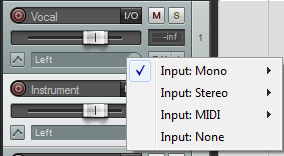 Vocal I/O M S
-inf 1
Left
Input: Mono
Input: Stereo
Instrument
Input: MIDI
Input: None
Left